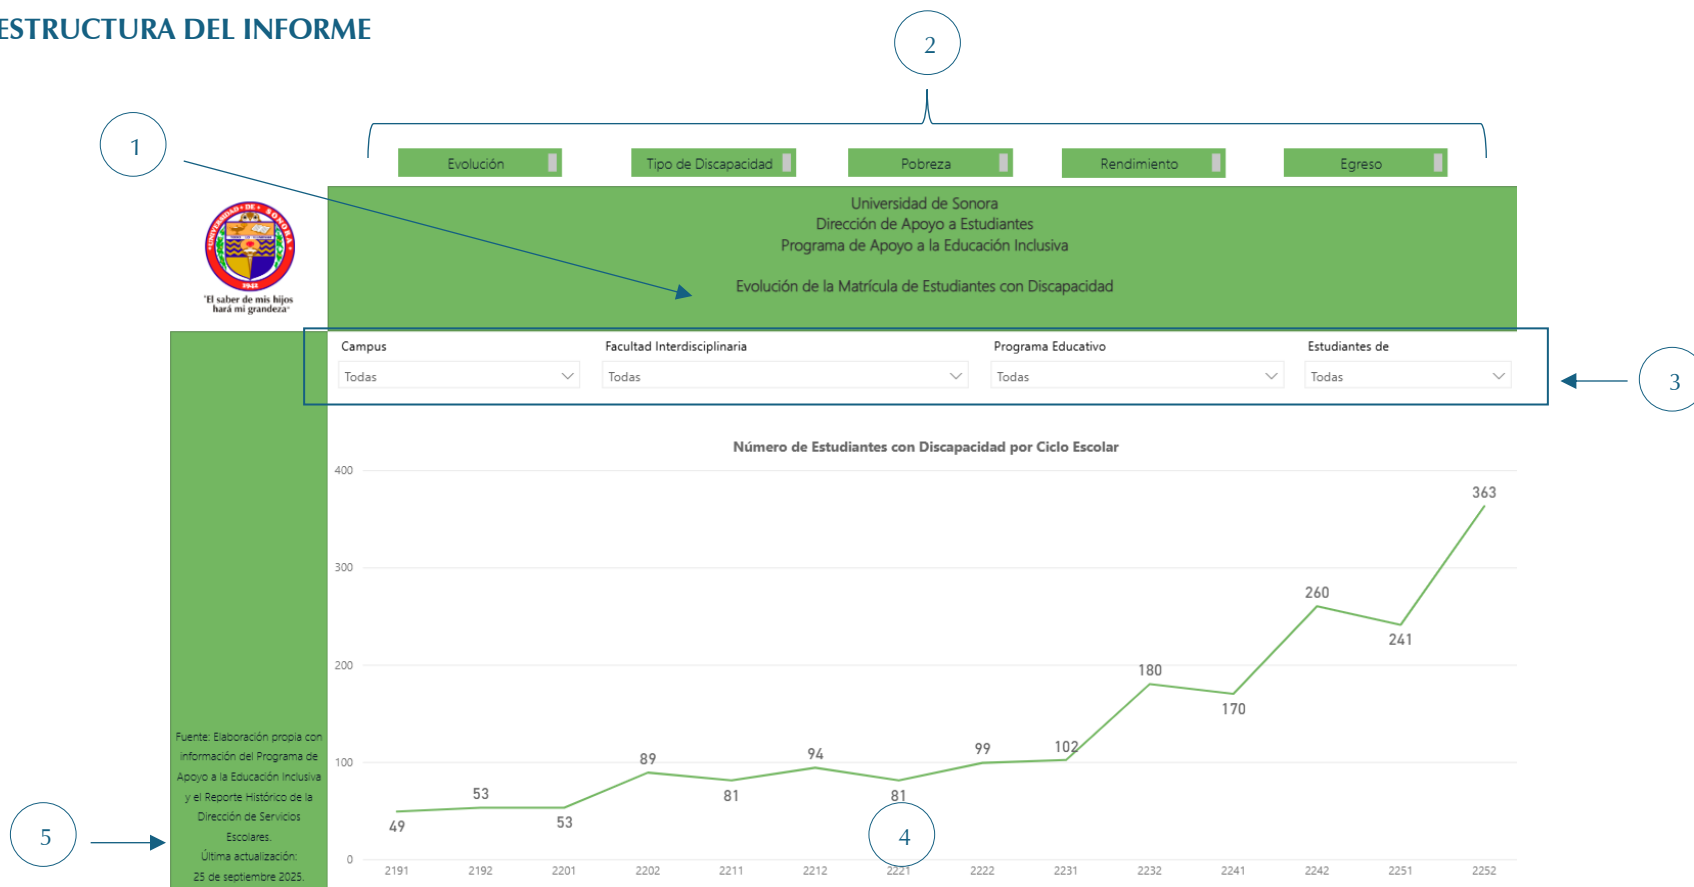 ESTRUCTURA DEL INFORME
2
1
Evolución
Tipo de Discapacidad
Pobreza
Rendimiento
Egreso
Universidad de Sonora
Dirección de Apoyo a Estudiantes
Programa de Apoyo a la Educación Inclusiva
Evolución de la Matrícula de Estudiantes con Discapacidad
UNIVERSIDAD DE SONORA
1942
"El saber de mis hijos
hará mi grandeza"
Campus
Facultad Interdisciplinaria
Programa Educativo
Estudiantes de
Todas
Todas
Todas
Todas
3
Número de Estudiantes con Discapacidad por Ciclo Escolar
400
300
200
100
0
49
53
53
89
81
94
81
99
102
180
170
260
241
363
2191
2192
2201
2202
2211
2212
2221
2222
2231
2232
2241
2242
2251
2252
4
Fuente: Elaboración propia con
información del Programa de
Apoyo a la Educación Inclusiva
y el Reporte Histórico de la
Dirección de Servicios
Escolares.
Última actualización:
25 de septiembre 2025.
5